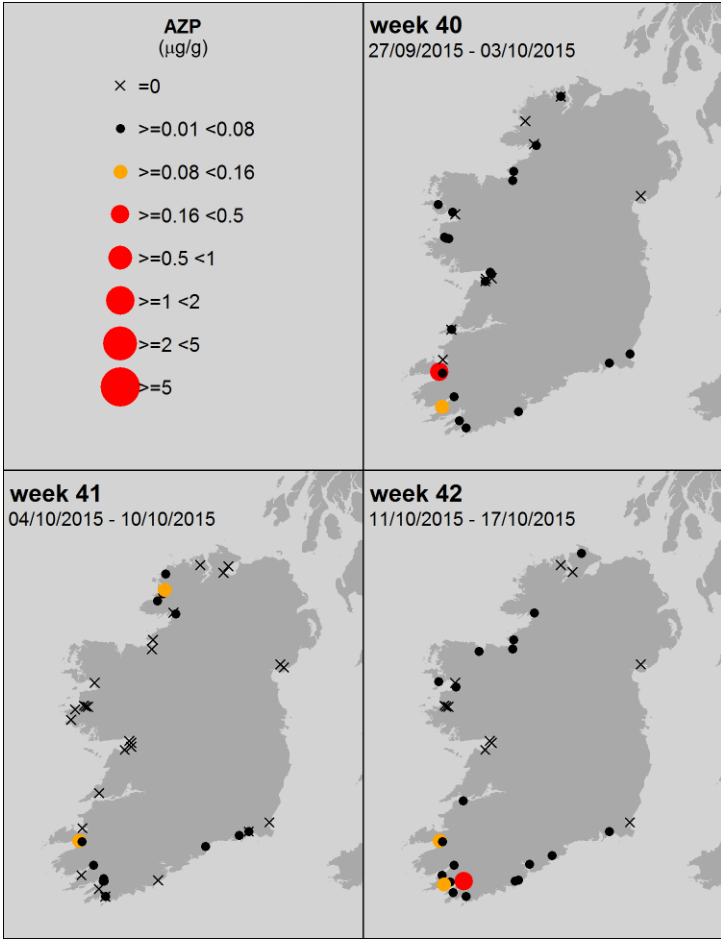 AZP
(µg/g)
=0
>=0.01 <0.08
>=0.08 <0.16
>=0.16 <0.5
>=0.5 <1
>=1 <2
>=2 <5
>=5
week 40
27/09/2015 - 03/10/2015
week 41
04/10/2015 - 10/10/2015
week 42
11/10/2015 - 17/10/2015